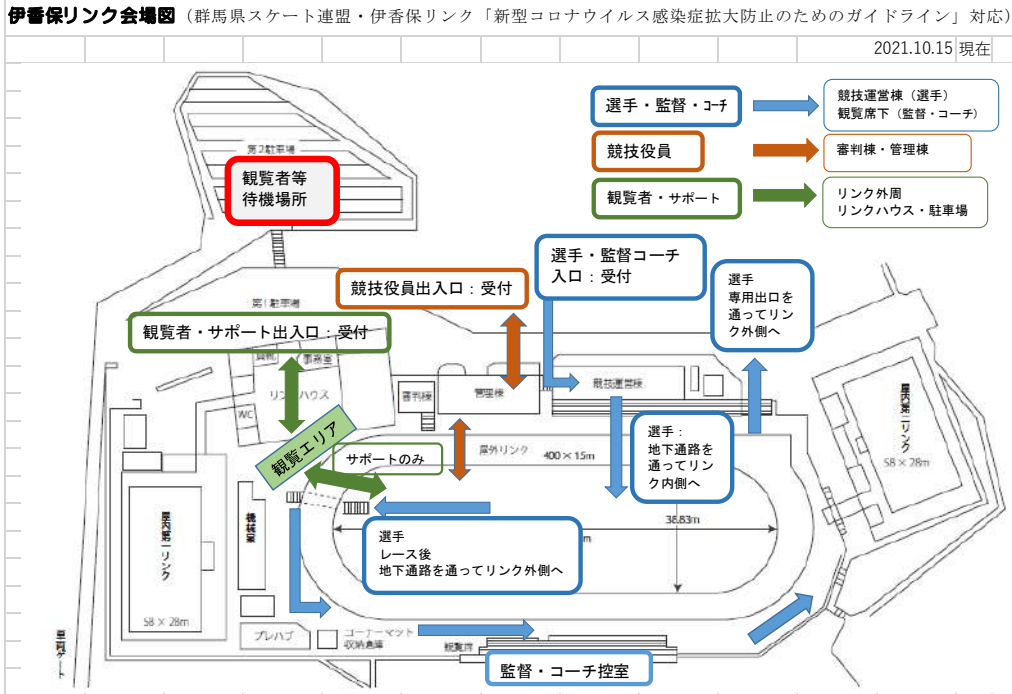 伊香保リンク会場図（群馬県スケート連盟・伊香保リンク「新型コロナウイルス感染症拡大防止のためのガイドライン」対応）
2021.10.15 現在
選手・監督・コーチ
競技運営棟（選手）
観覧席下（監督・コーチ）
競技役員
審判棟・管理棟
観覧者・サポート
リンク外周
リンクハウス・駐車場
第2駐車場
観覧者等
待機場所
選手・監督コーチ
入口：受付
競技役員出入口：受付
選手
専用出口を
通ってリン
ク外側へ
第1駐車場
観覧者・サポート出入口：受付
事務室
リンクハウス
WC
審判棟
管理棟
競技運営棟
観覧エリア
サポートのみ
屋外リンク
400×15m
選手：
地下通路を
通ってリン
ク内側へ
屋内第二リンク
58×28m
38.83m
m
選手
レース後
地下通路を通ってリンク外側へ
屋内第一リンク
58×28m
機械室
プレハブ
コーナーマット
収納倉庫
観覧席
監督・コーチ控室
車両ゲート